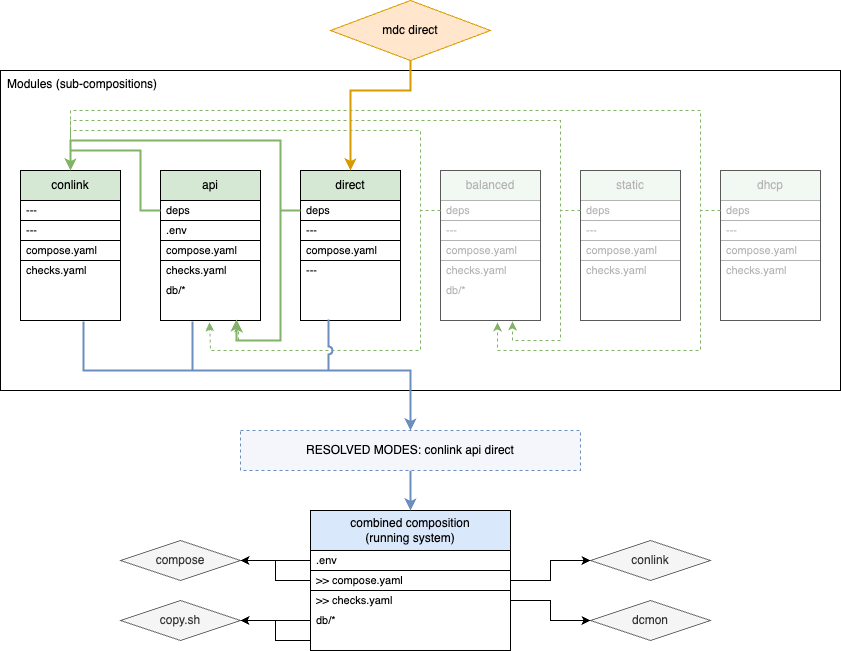 mdc direct
Modules (sub-compositions)
conlink
---
---
compose.yaml
checks.yaml
api
deps
.env
compose.yaml
checks.yaml
db/*
direct
deps
---
compose.yaml
---
balanced
deps
---
compose.yaml
checks.yaml
db/*
static
deps
---
compose.yaml
checks.yaml
dhcp
deps
---
compose.yaml
checks.yaml
RESOLVED MODES: conlink api direct
combined composition
(running system)
.env
>> compose.yaml
>> checks.yaml
db/*
compose
copy.sh
conlink
dcmon